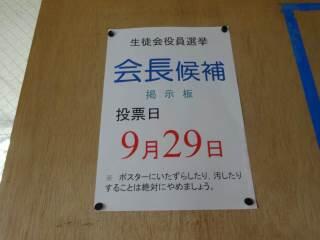 生徒会役員選挙
会長候補
掲示板
投票日
9月29日
※ ポスターにいたずらしたり、汚したり
することは絶対にやめましょう。